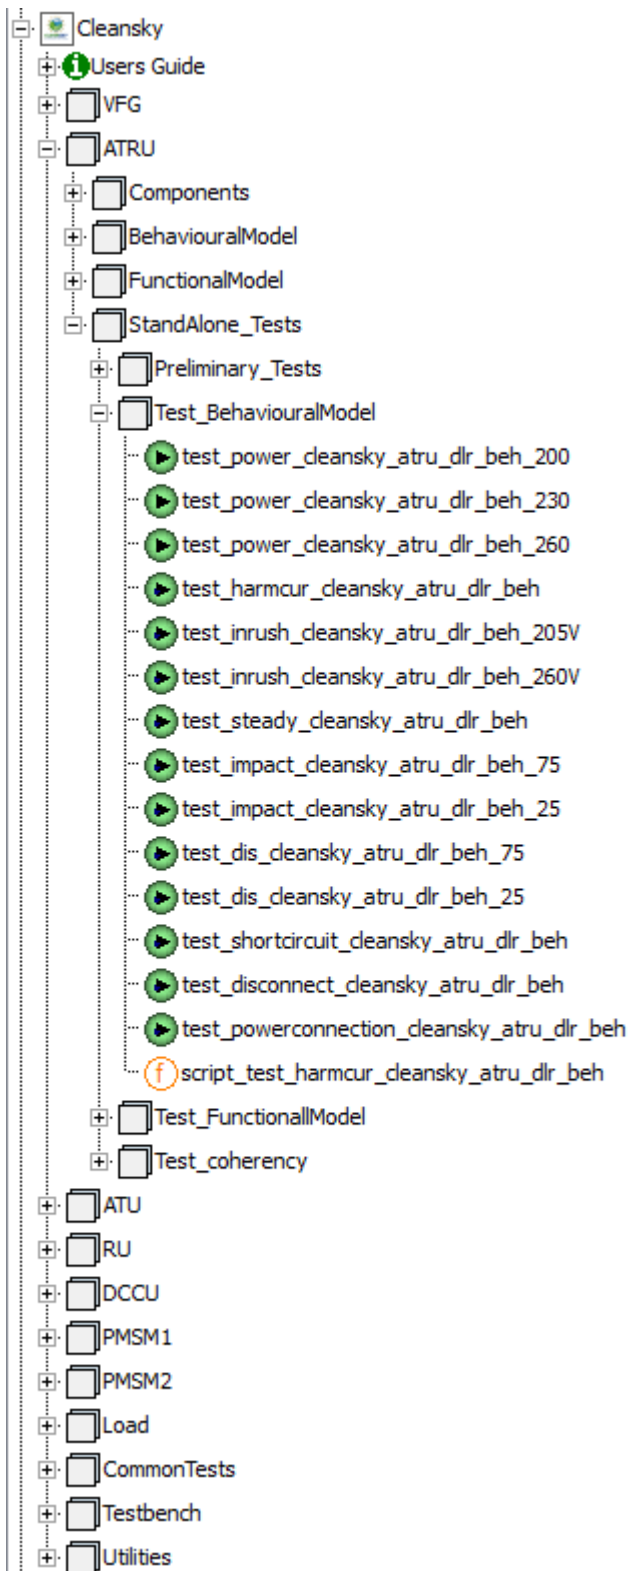 Cleansky
Users Guide
VFG
ATRU
Components
BehaviouralModel
FunctionalModel
StandAlone_Tests
Preliminary_Tests
Test_BehaviouralModel
test_power_cleansky_atru_dlr_beh_200
test_power_cleansky_atru_dlr_beh_230
test_power_cleansky_atru_dlr_beh_260
test_harmcur_cleansky_atru_dlr_beh
test_inrush_cleansky_atru_dlr_beh_205V
test_inrush_cleansky_atru_dlr_beh_260V
test_steady_cleansky_atru_dlr_beh
test_impact_cleansky_atru_dlr_beh_75
test_impact_cleansky_atru_dlr_beh_25
test_dis_cleansky_atru_dlr_beh_75
test_dis_cleansky_atru_dlr_beh_25
test_shortcircuit_cleansky_atru_dlr_beh
test_disconnect_cleansky_atru_dlr_beh
test_powerconnection_cleansky_atru_dlr_beh
script_test_harmcur_cleansky_atru_dlr_beh
Test_FunctionallModel
Test_coherency
ATU
RU
DCCU
PMSM1
PMSM2
Load
CommonTests
Testbench
Utilities